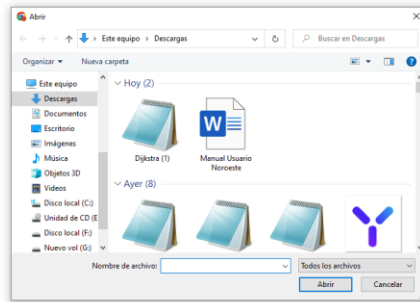 Abrir
Este equipo > Descargas
Buscar en Descargas
Organizar
Nueva carpeta
Este equipo
Descargas
Documentos
Escritorio
Imágenes
Música
Objetos 3D
Videos
Disco local (C:)
Unidad de CD (E
Disco local (F:)
Nuevo vol (G:)
Hoy (2)
Dijkstra (1)
Manual Usuario
Noroeste
Ayer (8)
Nombre de archivo:
Todos los archivos
Abrir
Cancelar